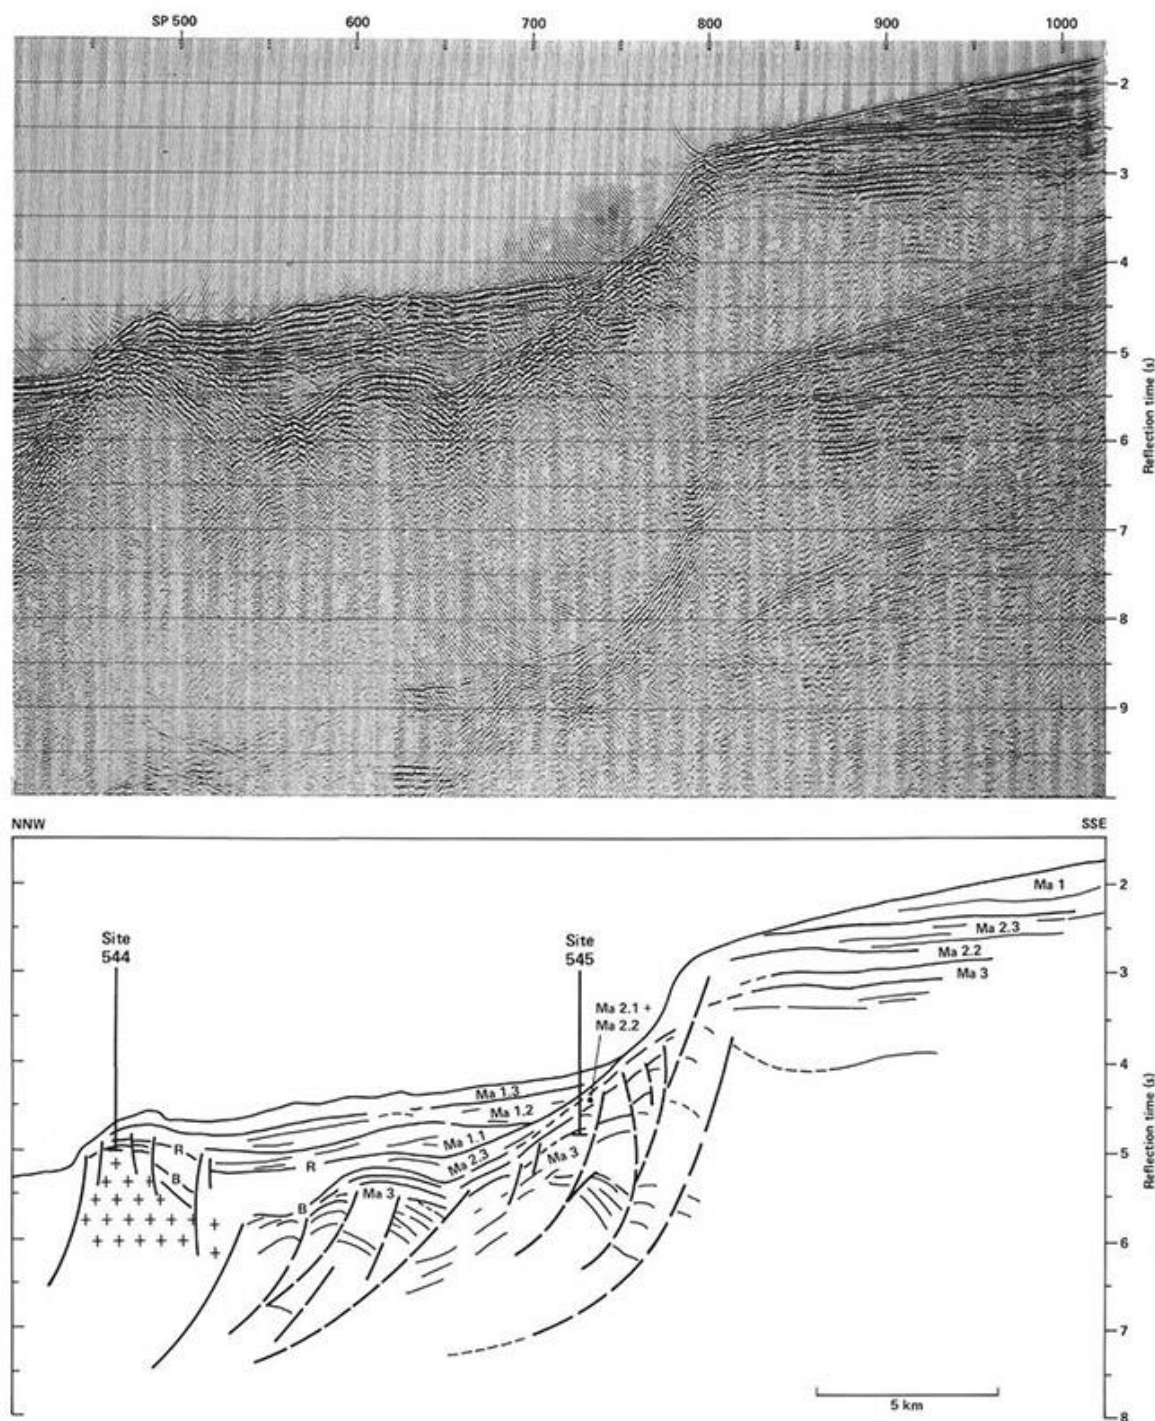 SP 500 600 700 800 900 1000
2
3
4
5
6
7
8
9
Reflection time (s)
NNW SSE
Site
544
Site
545
Ma 2.1 +
Ma 2.2
Ma 1
Ma 2.3
Ma 2.2
Ma 3
Ma 1.3
Ma 1.2
Ma 1.1
Ma 2.3
Ma 3
Ma 3
R
R
B
B
2
3
4
5
6
7
8
Reflection time (s)
5 km